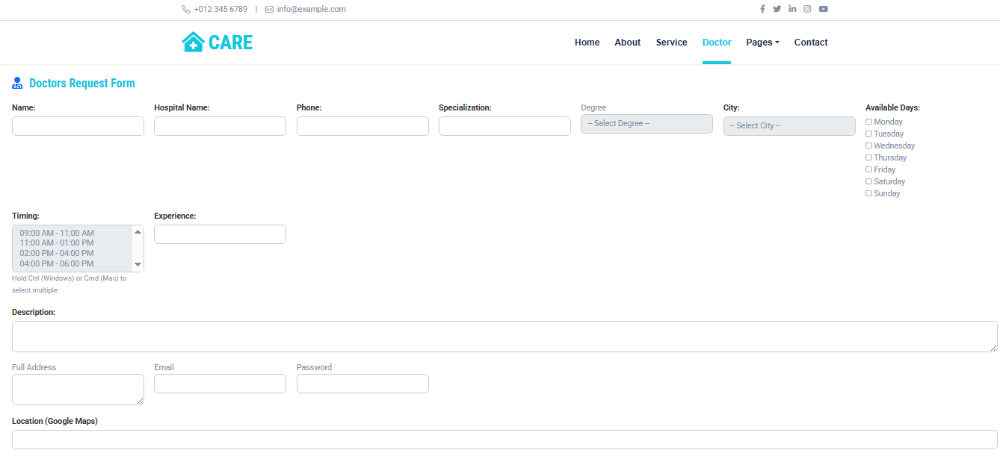 +012 345 6789 | info@example.com
CARE
Home About Service Doctor Pages Contact
Doctors Request Form
Name: Hospital Name: Phone: Specialization: Degree City: Available Days:
-- Select Degree -- -- Select City --
Monday
Tuesday
Wednesday
Thursday
Friday
Saturday
Sunday
Timing: Experience:
09:00 AM - 11:00 AM
11:00 AM - 01:00 PM
02:00 PM - 04:00 PM
04:00 PM - 06:00 PM
Hold Ctrl (Windows) or Cmd (Mac) to
select multiple
Description:
Full Address Email Password
Location (Google Maps)